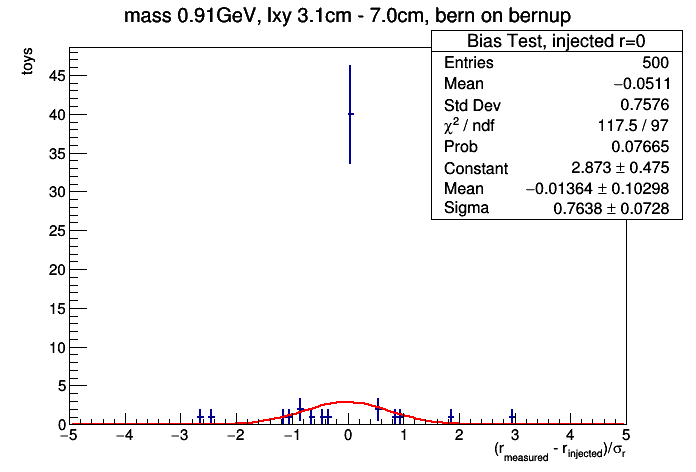 mass 0.91GeV, lxy 3.1cm - 7.0cm, bern on bernup
toys
Bias Test, injected r=0
Entries 500
Mean −0.0511
Std Dev 0.7576
χ² / ndf 117.5 / 97
Prob 0.07665
Constant 2.873 ± 0.475
Mean −0.01364 ± 0.10298
Sigma 0.7638 ± 0.0728
45
40
35
30
25
20
15
10
5
0
−5 −4 −3 −2 −1 0 1 2 3 4 5
(r_measured - r_injected)/σ_r